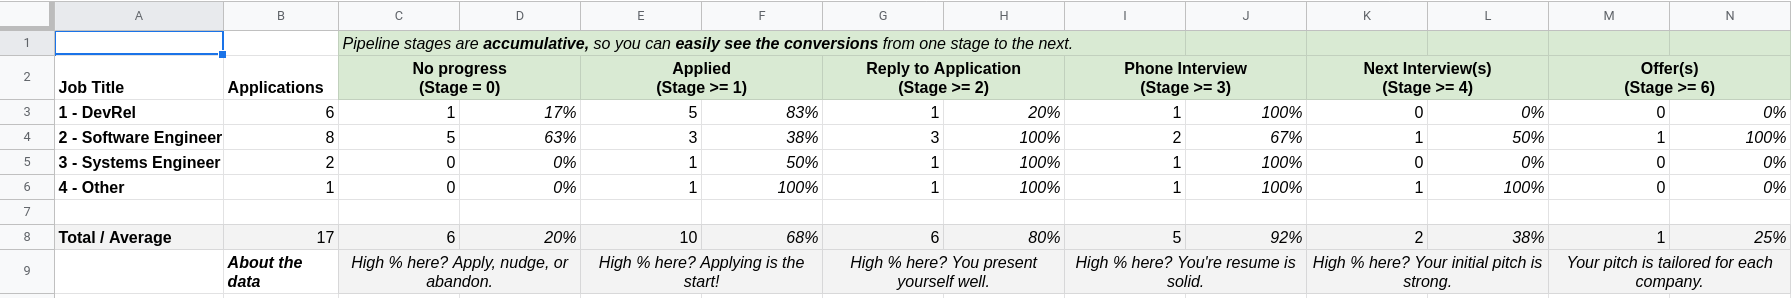 A B C D E F G H I J K L M N
1 Pipeline stages are accumulative, so you can easily see the conversions from one stage to the next.
2 Job Title Applications No progress (Stage = 0) Applied (Stage >= 1) Reply to Application (Stage >= 2) Phone Interview (Stage >= 3) Next Interview(s) (Stage >= 4) Offer(s) (Stage >= 6)
3 1 - DevRel 6 1 17% 5 83% 1 20% 1 100% 0 0% 0 0%
4 2 - Software Engineer 8 5 63% 3 38% 3 100% 2 67% 1 50% 1 100%
5 3 - Systems Engineer 2 0 0% 1 50% 1 100% 1 100% 0 0% 0 0%
6 4 - Other 1 0 0% 1 100% 1 100% 1 100% 1 100% 0 0%
7
8 Total / Average 17 6 20% 10 68% 6 80% 5 92% 2 38% 1 25%
9 About the data High % here? Apply, nudge, or abandon. High % here? Applying is the start! High % here? You present yourself well. High % here? You're resume is solid. High % here? Your initial pitch is strong. Your pitch is tailored for each company.